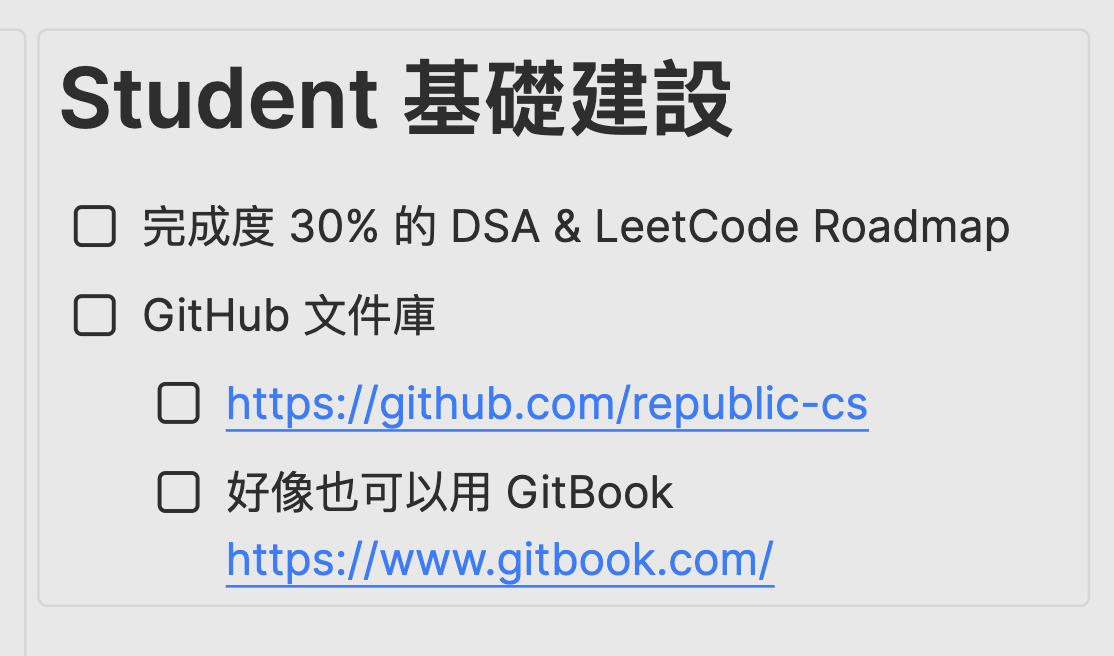 Student 基礎建設
完成度 30% 的 DSA & LeetCode Roadmap
GitHub 文件庫
https://github.com/republic-cs
好像也可以用 GitBook
https://www.gitbook.com/